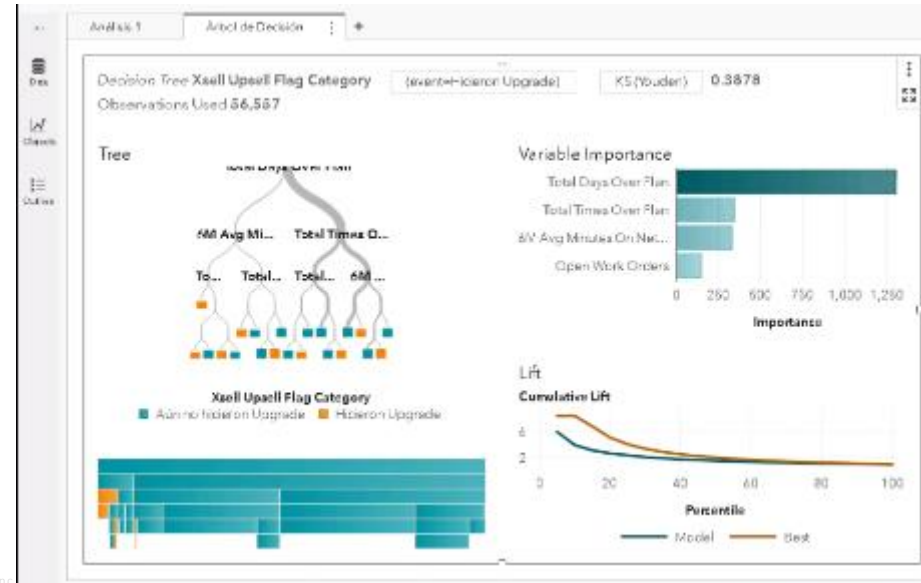 Análisis 1
Árbol de Decisión
Data
Objects
Outline
Decision Tree Xsell Upsell Flag Category
(event=Hicieron Upgrade)
KS (Youden)
0.3878
Observations Used 56,557
Tree
Total Days Over Plan
6M Avg Mi...
Total Times O...
To...
Total...
Total...
6M ...
Xsell Upsell Flag Category
Aún no hicieron Upgrade
Hicieron Upgrade
Variable Importance
Total Days Over Plan
Total Times Over Plan
6M Avg Minutes On Net...
Open Work Orders
0 250 500 750 1,000 1,250
Importance
Lift
Cumulative Lift
6
2
0 20 40 60 80 100
Percentile
Model
Best